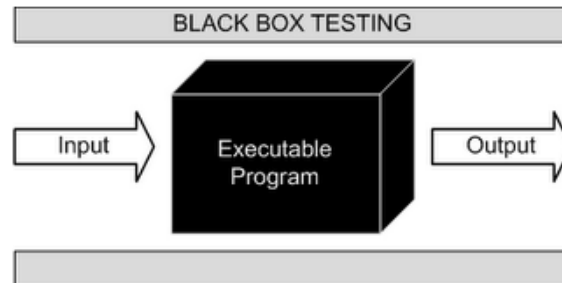 BLACK BOX TESTING
Input
Executable
Program
Output